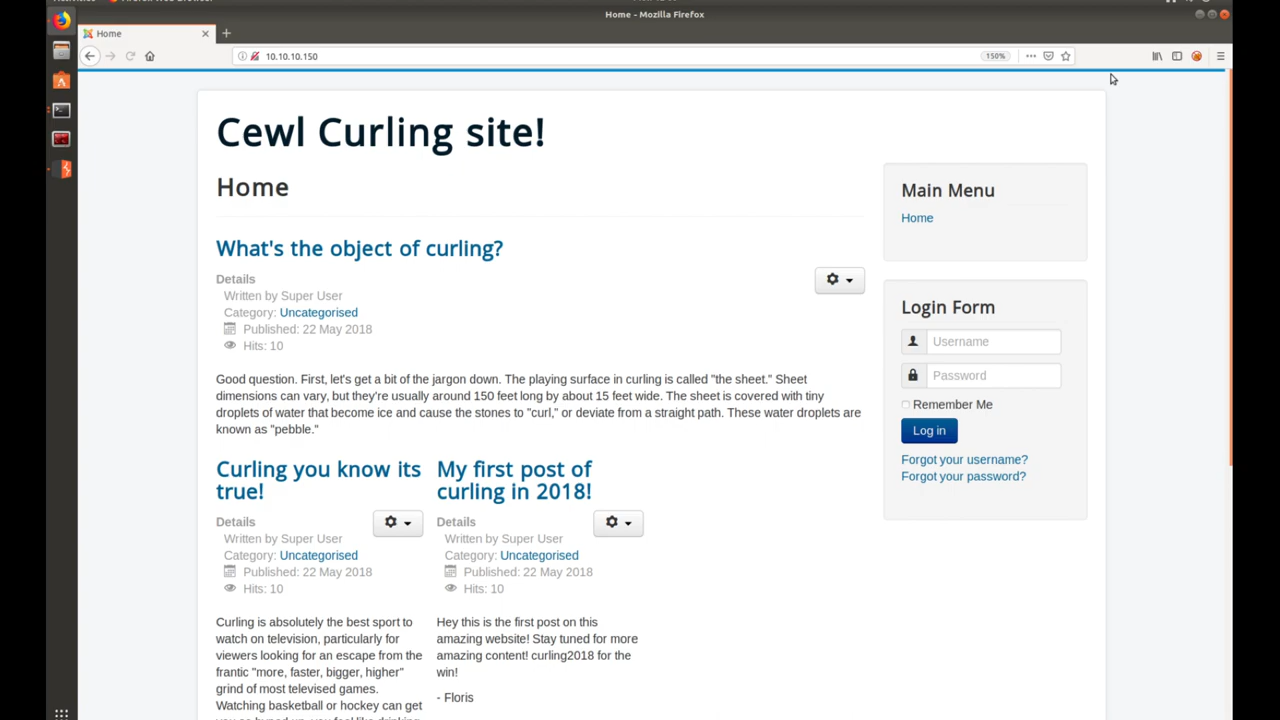 Home - Mozilla Firefox
Home
10.10.10.150
150%
Cewl Curling site!
Home
What's the object of curling?
Details
Written by Super User
Category: Uncategorised
Published: 22 May 2018
Hits: 10
Good question. First, let's get a bit of the jargon down. The playing surface in curling is called "the sheet." Sheet
dimensions can vary, but they're usually around 150 feet long by about 15 feet wide. The sheet is covered with tiny
droplets of water that become ice and cause the stones to "curl," or deviate from a straight path. These water droplets are
known as "pebble."
Curling you know its
true!
Details
Written by Super User
Category: Uncategorised
Published: 22 May 2018
Hits: 10
Curling is absolutely the best sport to
watch on television, particularly for
viewers looking for an escape from the
frantic "more, faster, bigger, higher"
grind of most televised games.
Watching basketball or hockey can get
My first post of
curling in 2018!
Details
Written by Super User
Category: Uncategorised
Published: 22 May 2018
Hits: 10
Hey this is the first post on this
amazing website! Stay tuned for more
amazing content! curling2018 for the
win!
- Floris
Main Menu
Home
Login Form
Username
Password
Remember Me
Log in
Forgot your username?
Forgot your password?